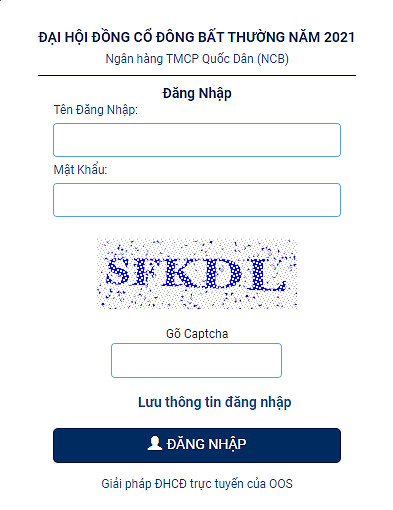 ĐẠI HỘI ĐỒNG CỔ ĐÔNG BẤT THƯỜNG NĂM 2021
Ngân hàng TMCP Quốc Dân (NCB)
Đăng Nhập
Tên Đăng Nhập:
Mật Khẩu:
SFKDL
Gõ Captcha
Lưu thông tin đăng nhập
ĐĂNG NHẬP
Giải pháp ĐHCĐ trực tuyến của OOS